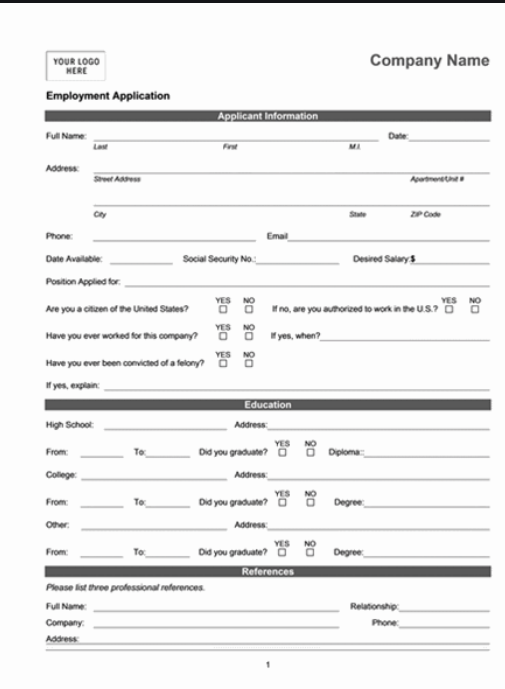 YOUR LOGO
HERE
Company Name
Employment Application
Applicant Information
Full Name: Date:
Last First M.I.
Address:
Street Address Apartment/Unit #
City State ZIP Code
Phone: Email
Date Available: Social Security No.: Desired Salary:$
Position Applied for:
Are you a citizen of the United States? YES NO If no, are you authorized to work in the U.S.? YES NO
Have you ever worked for this company? YES NO If yes, when?
Have you ever been convicted of a felony? YES NO
If yes, explain:
Education
High School: Address:
From: To: Did you graduate? YES NO Diploma::
College: Address:
From: To: Did you graduate? YES NO Degree:
Other: Address:
From: To: Did you graduate? YES NO Degree:
References
Please list three professional references.
Full Name: Relationship:
Company: Phone:
Address:
1